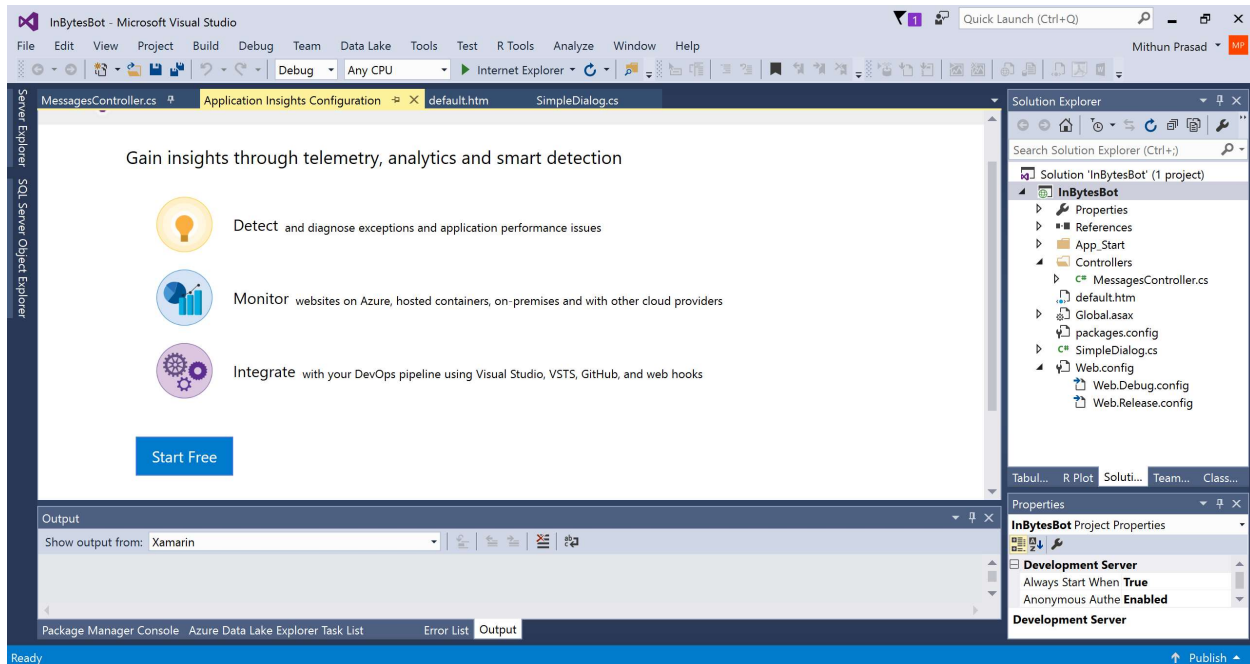 InBytesBot - Microsoft Visual Studio
1
Quick Launch (Ctrl+Q)
File Edit View Project Build Debug Team Data Lake Tools Test R Tools Analyze Window Help
Mithun Prasad
MP
Debug Any CPU Internet Explorer
Server Explorer
SQL Server Object Explorer
MessagesController.cs Application Insights Configuration default.htm SimpleDialog.cs
Gain insights through telemetry, analytics and smart detection
Detect and diagnose exceptions and application performance issues
Monitor websites on Azure, hosted containers, on-premises and with other cloud providers
Integrate with your DevOps pipeline using Visual Studio, VSTS, GitHub, and web hooks
Start Free
Output
Show output from: Xamarin
Package Manager Console Azure Data Lake Explorer Task List Error List Output
Solution Explorer
Search Solution Explorer (Ctrl+;)
Solution 'InBytesBot' (1 project)
InBytesBot
Properties
References
App_Start
Controllers
C# MessagesController.cs
default.htm
Global.asax
packages.config
C# SimpleDialog.cs
Web.config
Web.Debug.config
Web.Release.config
Tabul... R Plot Soluti... Team... Class...
Properties
InBytesBot Project Properties
Development Server
Always Start When True
Anonymous Authe Enabled
Development Server
Ready
Publish